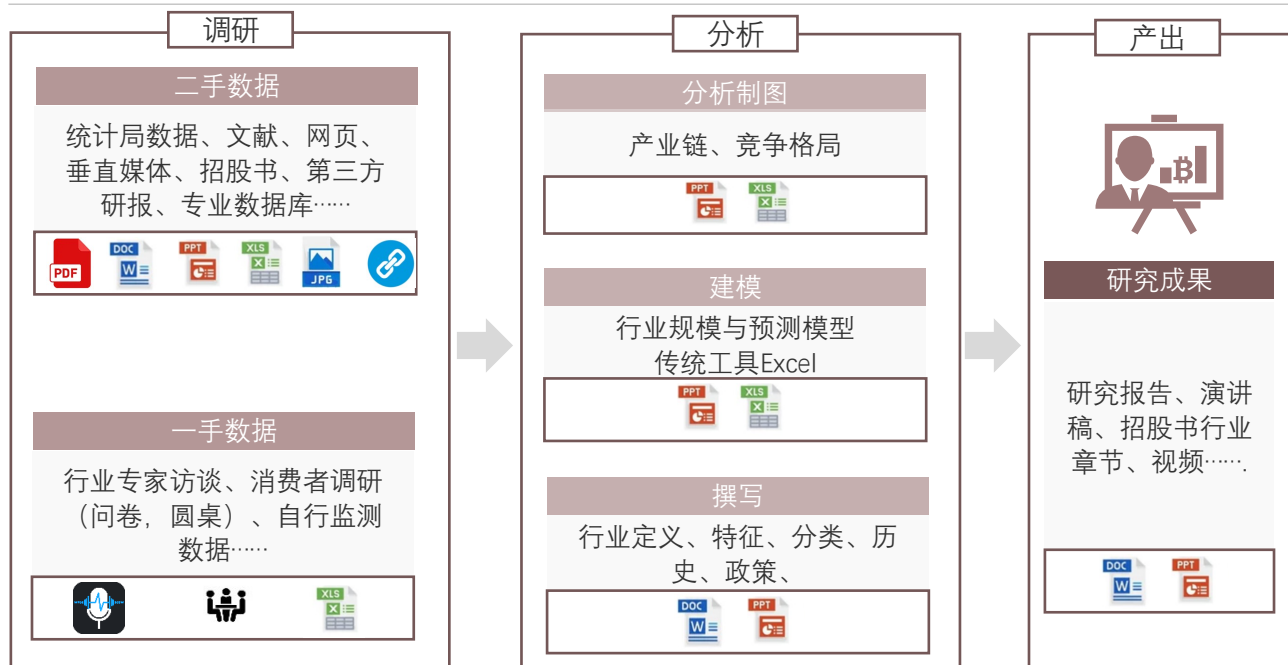 调研
二手数据
统计局数据、文献、网页、
垂直媒体、招股书、第三方
研报、专业数据库……
PDF
DOC
W
PPT
XLS
X
JPG
一手数据
行业专家访谈、消费者调研
（问卷，圆桌）、自行监测
数据……
XLS
X
分析
分析制图
产业链、竞争格局
PPT
XLS
X
建模
行业规模与预测模型
传统工具Excel
PPT
XLS
X
撰写
行业定义、特征、分类、历
史、政策、
DOC
W
PPT
产出
研究成果
研究报告、演讲
稿、招股书行业
章节、视频…….
DOC
W
PPT